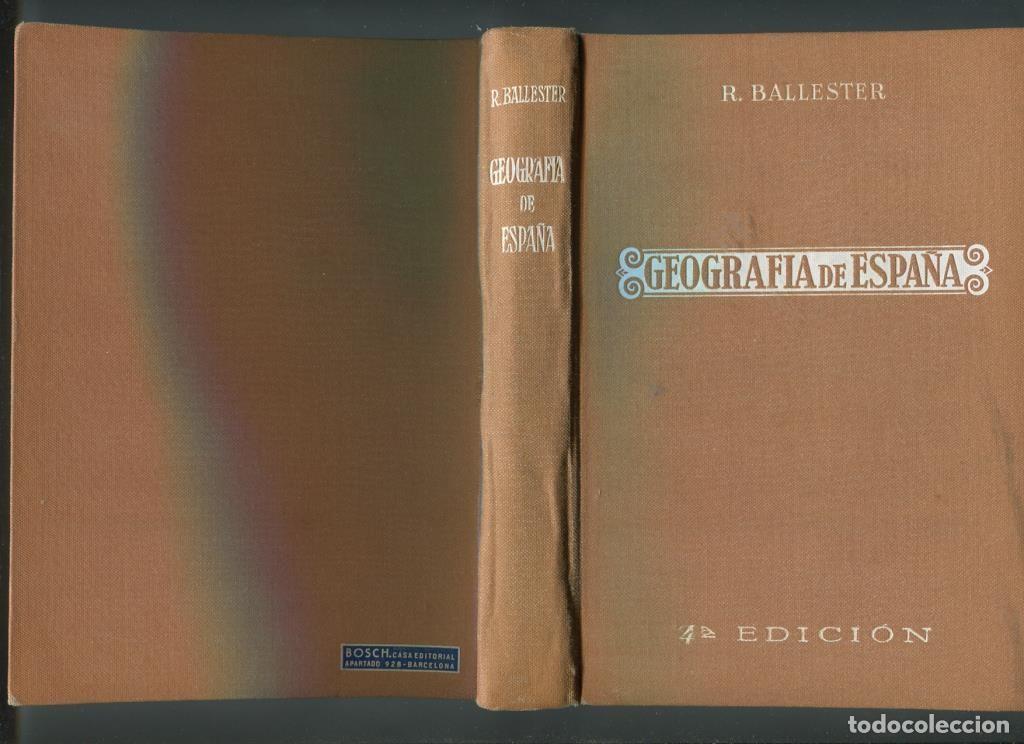 R. BALLESTER
GEOGRAFIA DE ESPAÑA
4ª EDICIÓN
R. BALLESTER
GEOGRAFIA
DE
ESPAÑA
BOSCH. CASA EDITORIAL
APARTADO 928-BARCELONA
todocoleccion